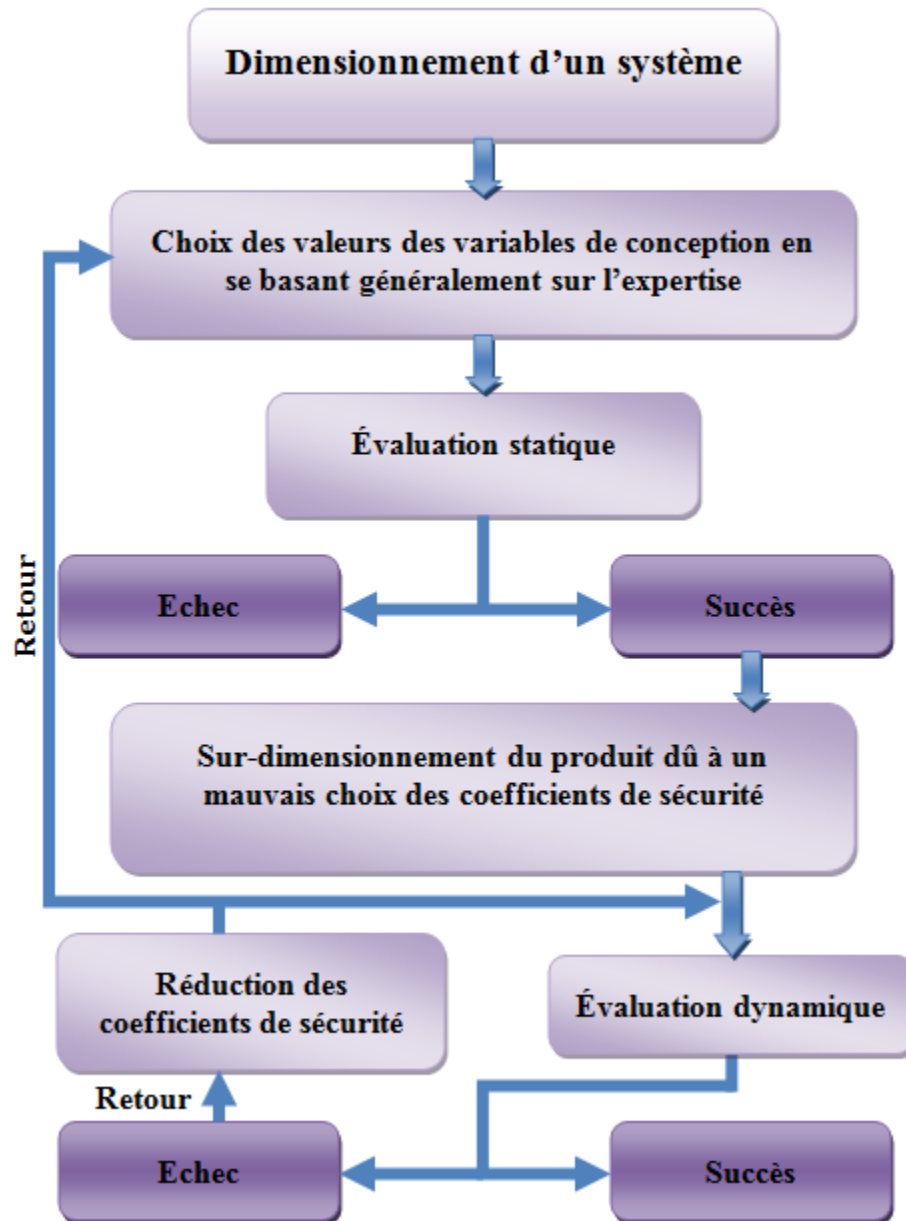 Dimensionnement d’un système
Choix des valeurs des variables de conception en
se basant généralement sur l’expertise
Évaluation statique
Retour
Echec
Succès
Sur-dimensionnement du produit dû à un
mauvais choix des coefficients de sécurité
Réduction des
coefficients de sécurité
Évaluation dynamique
Retour
Echec
Succès